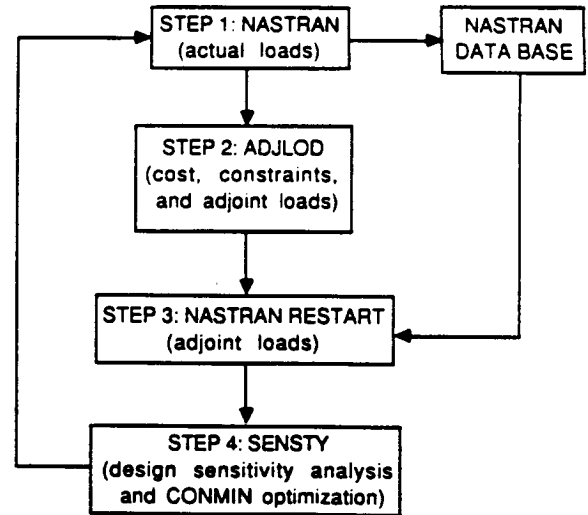 STEP 1: NASTRAN
(actual loads)
NASTRAN
DATA BASE
STEP 2: ADJLOD
(cost, constraints,
and adjoint loads)
STEP 3: NASTRAN RESTART
(adjoint loads)
STEP 4: SENSTY
(design sensitivity analysis
and CONMIN optimization)